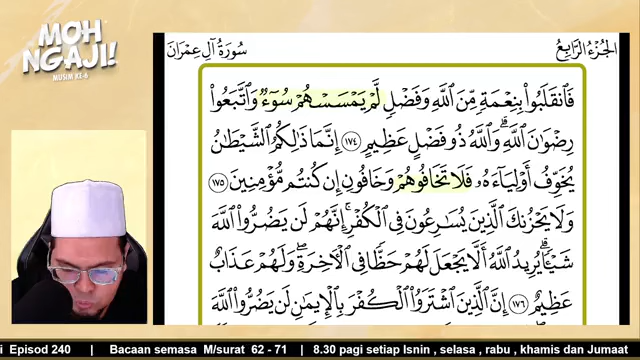 MOH
NGAJI!
MUSIM KE-6
سُورَةُ آلِ عِمْرَان
الجُزْءُ الرَّابِعُ
فَٱنقَلَبُوا۟ بِنِعْمَةٍ مِّنَ ٱللَّهِ وَفَضْلٍ لَّمْ يَمْسَسْهُمْ سُوٓءٌ وَٱتَّبَعُوا۟
رِضْوَٰنَ ٱللَّهِ ۗ وَٱللَّهُ ذُو فَضْلٍ عَظِيمٍ ١٧٤ إِنَّمَا ذَٰلِكُمُ ٱلشَّيْطَٰنُ
يُخَوِّفُ أَوْلِيَآءَهُۥ فَلَا تَخَافُوهُمْ وَخَافُونِ إِن كُنتُم مُّؤْمِنِينَ ١٧٥
وَلَا يَحْزُنكَ ٱلَّذِينَ يُسَٰرِعُونَ فِى ٱلْكُفْرِ ۚ إِنَّهُمْ لَن يَضُرُّوا۟ ٱللَّهَ
شَيْـًٔا ۗ يُرِيدُ ٱللَّهُ أَلَّا يَجْعَلَ لَهُمْ حَظًّا فِى ٱلْـَٔاخِرَةِ ۖ وَلَهُمْ عَذَابٌ
عَظِيمٌ ١٧٦ إِنَّ ٱلَّذِينَ ٱشْتَرَوُا۟ ٱلْكُفْرَ بِٱلْإِيمَٰنِ لَن يَضُرُّوا۟ ٱللَّهَ
i Episod 240 | Bacaan semasa M/surat 62 - 71 | 8.30 pagi setiap Isnin , selasa , rabu , khamis dan Jumaat